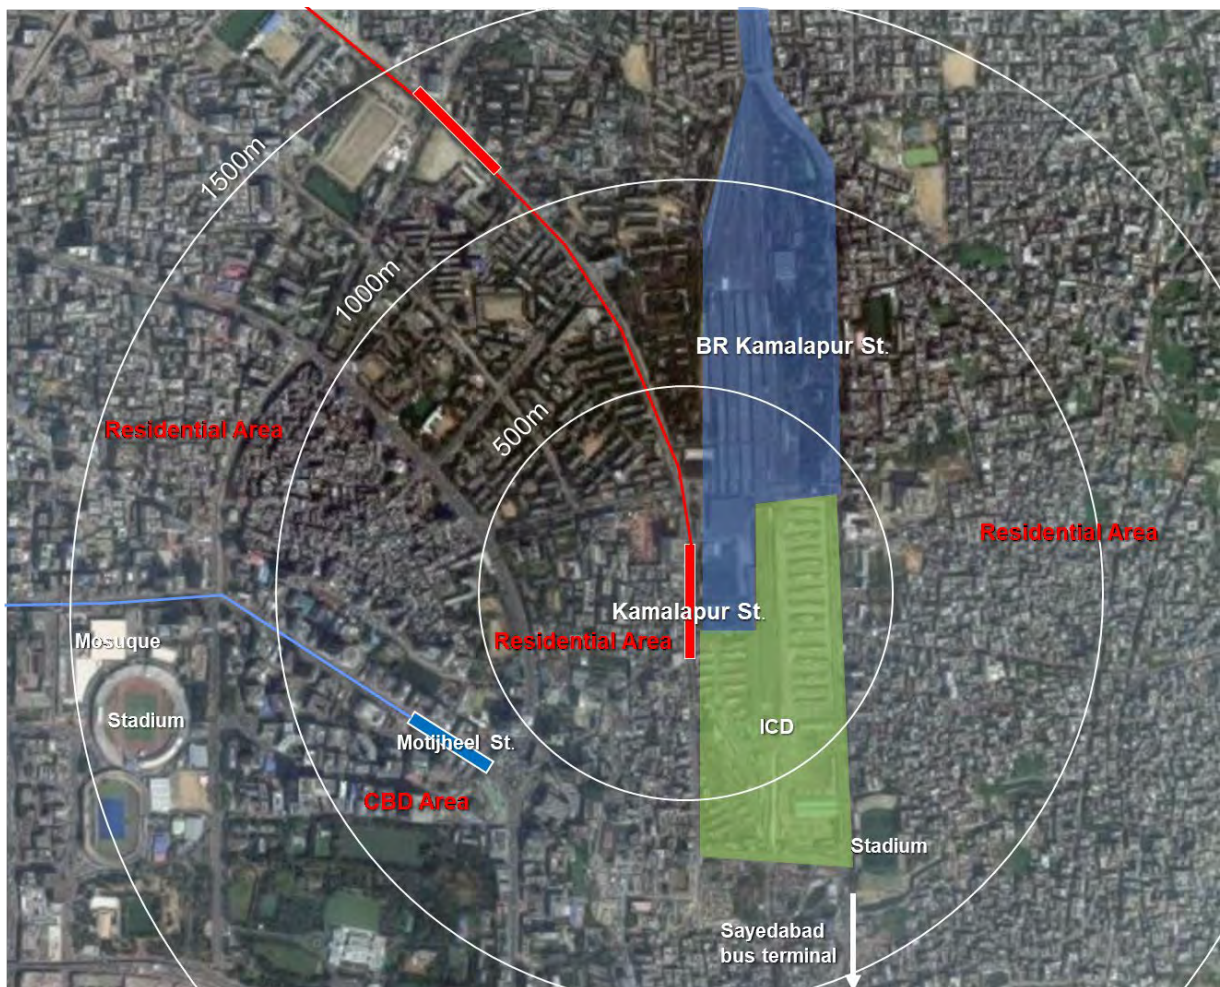 1500m
1000m
BR Kamalapur St.
500m
Residential Area
Residential Area
Kamalapur St.
Residential Area
Mosuque
Stadium
ICD
Motijheel St.
CBD Area
Stadium
Sayedabad
bus terminal